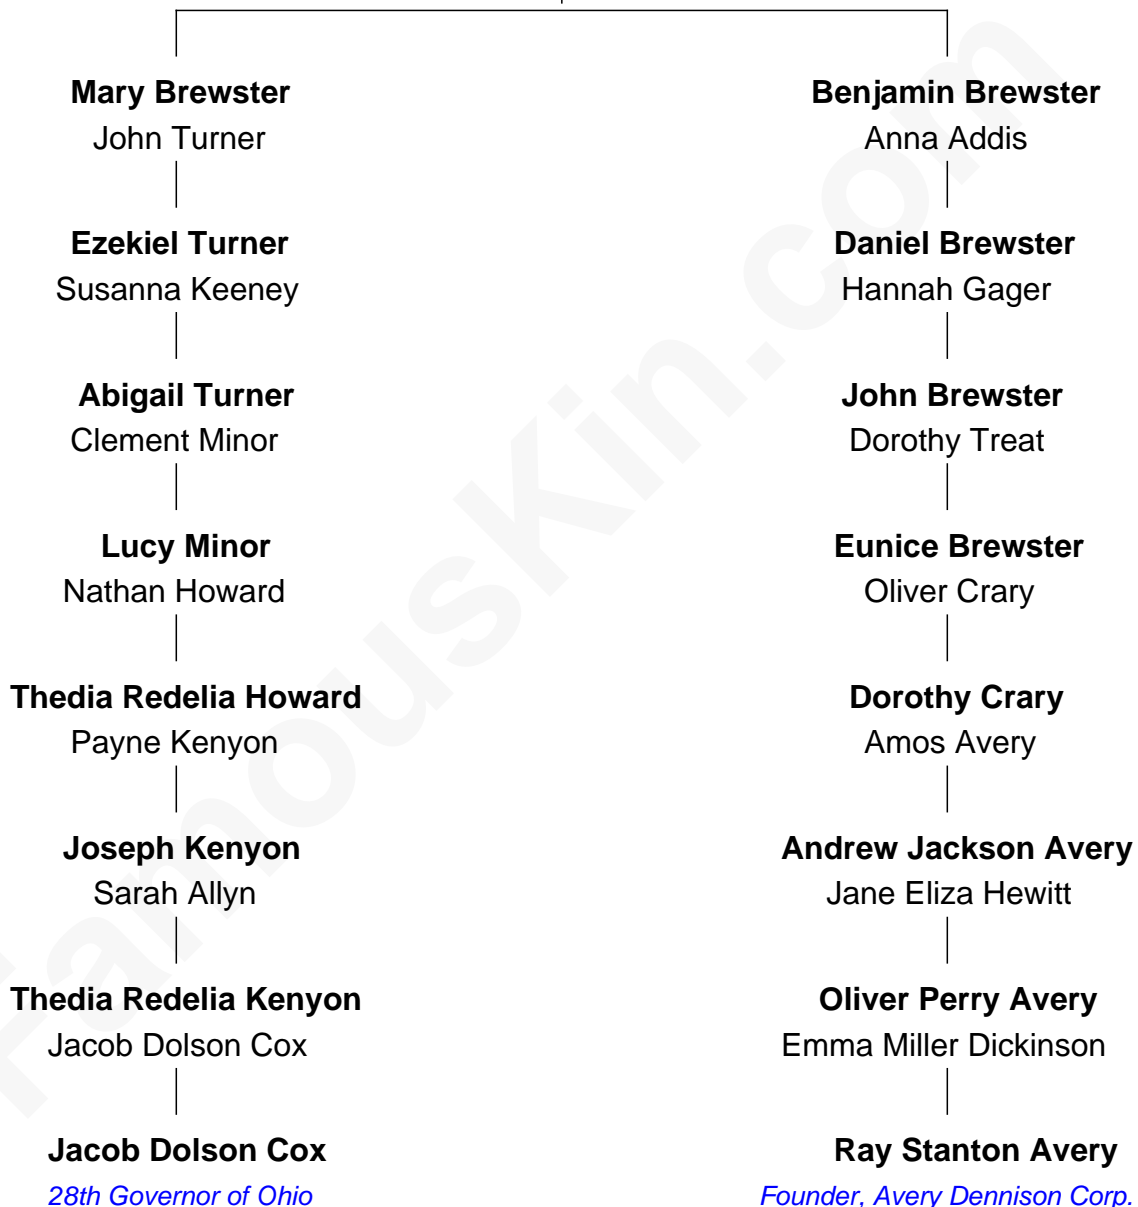 Mary Brewster
John Turner
Benjamin Brewster
Anna Addis
Ezekiel Turner
Susanna Keeney
Daniel Brewster
Hannah Gager
Abigail Turner
Clement Minor
John Brewster
Dorothy Treat
Lucy Minor
Nathan Howard
Eunice Brewster
Oliver Crary
Thedia Redelia Howard
Payne Kenyon
Dorothy Crary
Amos Avery
Joseph Kenyon
Sarah Allyn
Andrew Jackson Avery
Jane Eliza Hewitt
Thedia Redelia Kenyon
Jacob Dolson Cox
Oliver Perry Avery
Emma Miller Dickinson
Jacob Dolson Cox
28th Governor of Ohio
Ray Stanton Avery
Founder, Avery Dennison Corp.
FamousKin.com